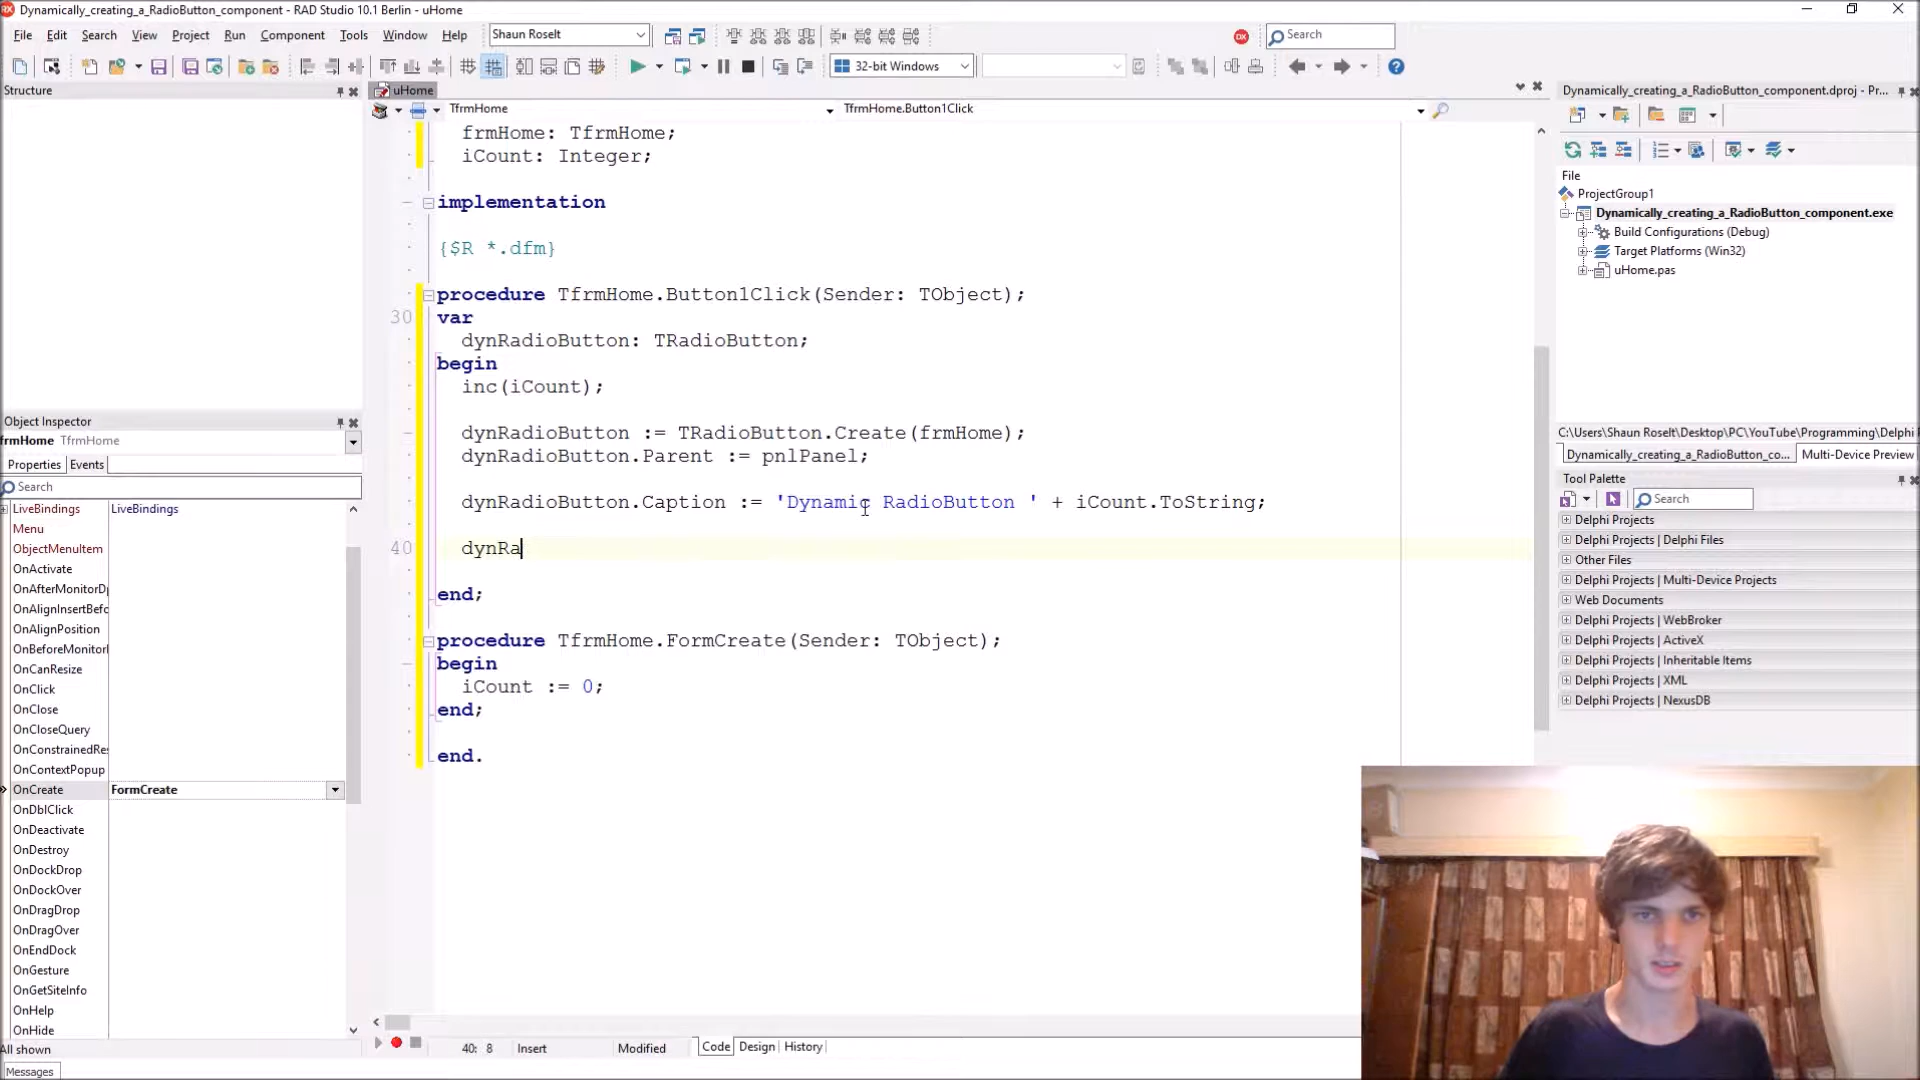 Dynamically_creating_a_RadioButton_component - RAD Studio 10.1 Berlin - uHome
File Edit Search View Project Run Component Tools Window Help
Shaun Roselt
Search
32-bit Windows
Structure
uHome
TfrmHome
TfrmHome.Button1Click
frmHome: TfrmHome;
iCount: Integer;
implementation
{$R *.dfm}
procedure TfrmHome.Button1Click(Sender: TObject);
30 var
dynRadioButton: TRadioButton;
begin
inc(iCount);
dynRadioButton := TRadioButton.Create(frmHome);
dynRadioButton.Parent := pnlPanel;
dynRadioButton.Caption := 'Dynamic RadioButton ' + iCount.ToString;
40 dynRa
end;
procedure TfrmHome.FormCreate(Sender: TObject);
begin
iCount := 0;
end;
end.
Object Inspector
frmHome TfrmHome
Properties Events
Search
LiveBindings LiveBindings
Menu
ObjectMenuItem
OnActivate
OnAfterMonitorDp
OnAlignInsertBefo
OnAlignPosition
OnBeforeMonitorI
OnCanResize
OnClick
OnClose
OnCloseQuery
OnConstrainedRes
OnContextPopup
OnCreate FormCreate
OnDblClick
OnDeactivate
OnDestroy
OnDockDrop
OnDockOver
OnDragDrop
OnDragOver
OnEndDock
OnGesture
OnGetSiteInfo
OnHelp
OnHide
All shown
Messages
40: 8 Insert Modified Code Design History
Dynamically_creating_a_RadioButton_component.dproj - Pr...
File
ProjectGroup1
Dynamically_creating_a_RadioButton_component.exe
Build Configurations (Debug)
Target Platforms (Win32)
uHome.pas
C:\Users\Shaun Roselt\Desktop\PC\YouTube\Programming\Delphi
Dynamically_creating_a_RadioButton_co... Multi-Device Preview
Tool Palette
Search
Delphi Projects
Delphi Projects | Delphi Files
Other Files
Delphi Projects | Multi-Device Projects
Web Documents
Delphi Projects | WebBroker
Delphi Projects | ActiveX
Delphi Projects | Inheritable Items
Delphi Projects | XML
Delphi Projects | NexusDB